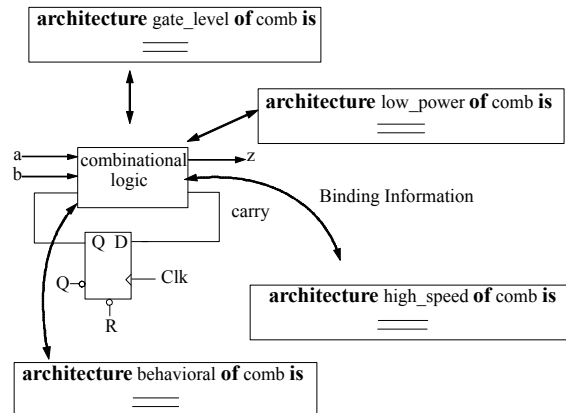 architecture gate_level of comb is
architecture low_power of comb is
a
b
combinational
logic
z
Binding Information
carry
Q D
Q
Clk
R
architecture high_speed of comb is
architecture behavioral of comb is